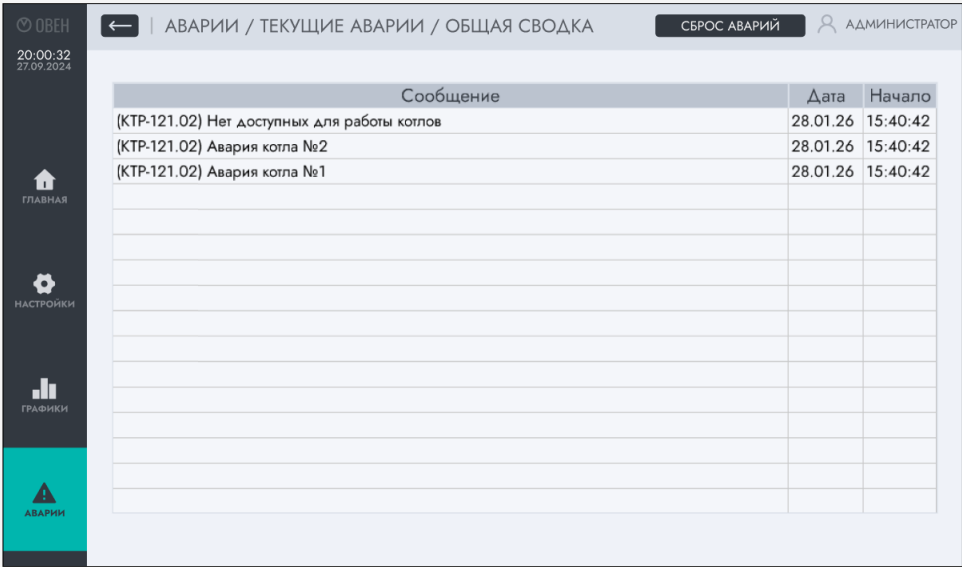 ОВЕН
АВАРИИ / ТЕКУЩИЕ АВАРИИ / ОБЩАЯ СВОДКА
СБРОС АВАРИЙ
АДМИНИСТРАТОР
20:00:32
27.09.2024
Сообщение Дата Начало
(КТР-121.02) Нет доступных для работы котлов 28.01.26 15:40:42
(КТР-121.02) Авария котла №2 28.01.26 15:40:42
(КТР-121.02) Авария котла №1 28.01.26 15:40:42
ГЛАВНАЯ
НАСТРОЙКИ
ГРАФИКИ
АВАРИИ